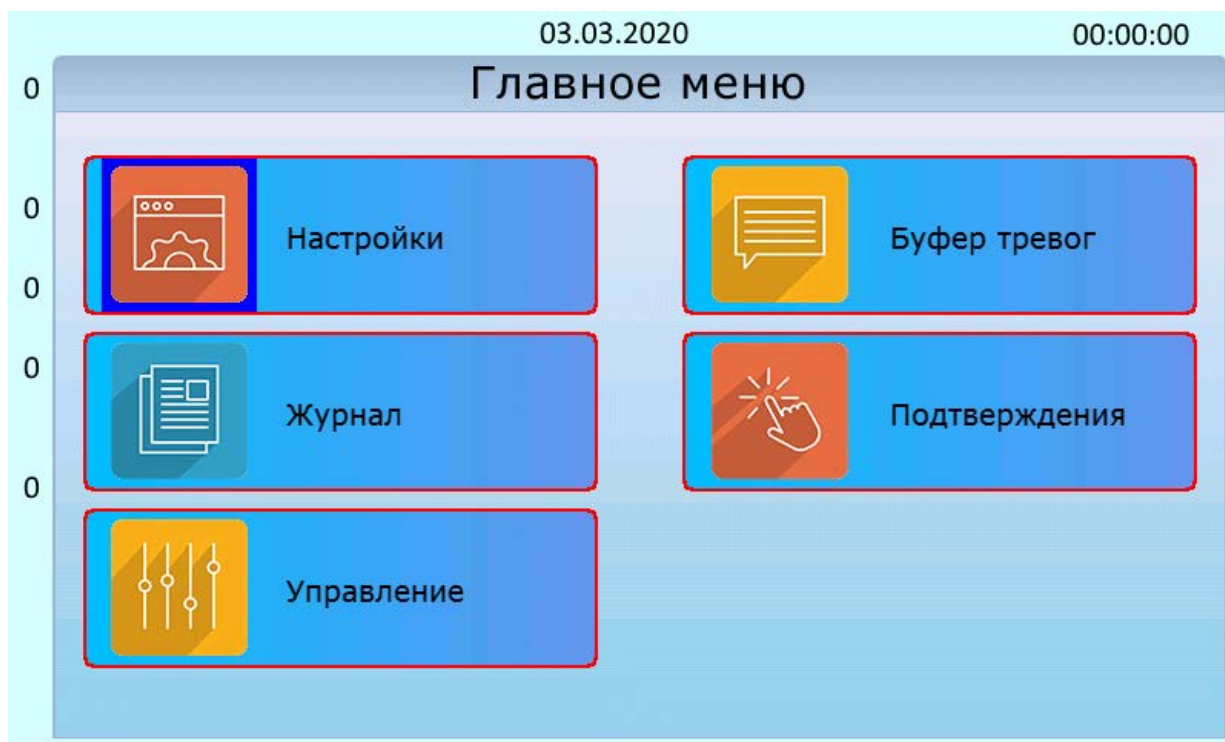 03.03.2020 00:00:00
0 Главное меню
0 Настройки Буфер тревог
0
0 Журнал Подтверждения
0
Управление